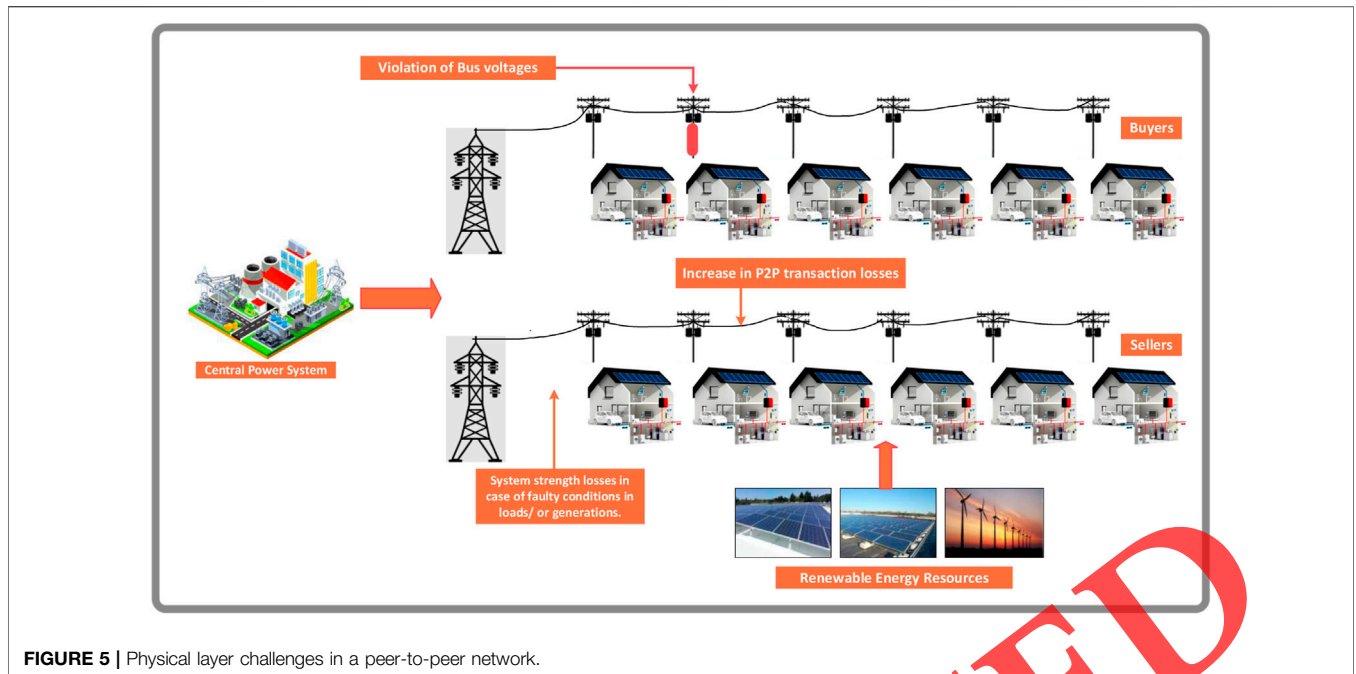 Violation of Bus voltages
Buyers
Increase in P2P transaction losses
Sellers
Central Power System
System strength losses in
case of faulty conditions in
loads/ or generations.
Renewable Energy Resources
FIGURE 5 | Physical layer challenges in a peer-to-peer network.